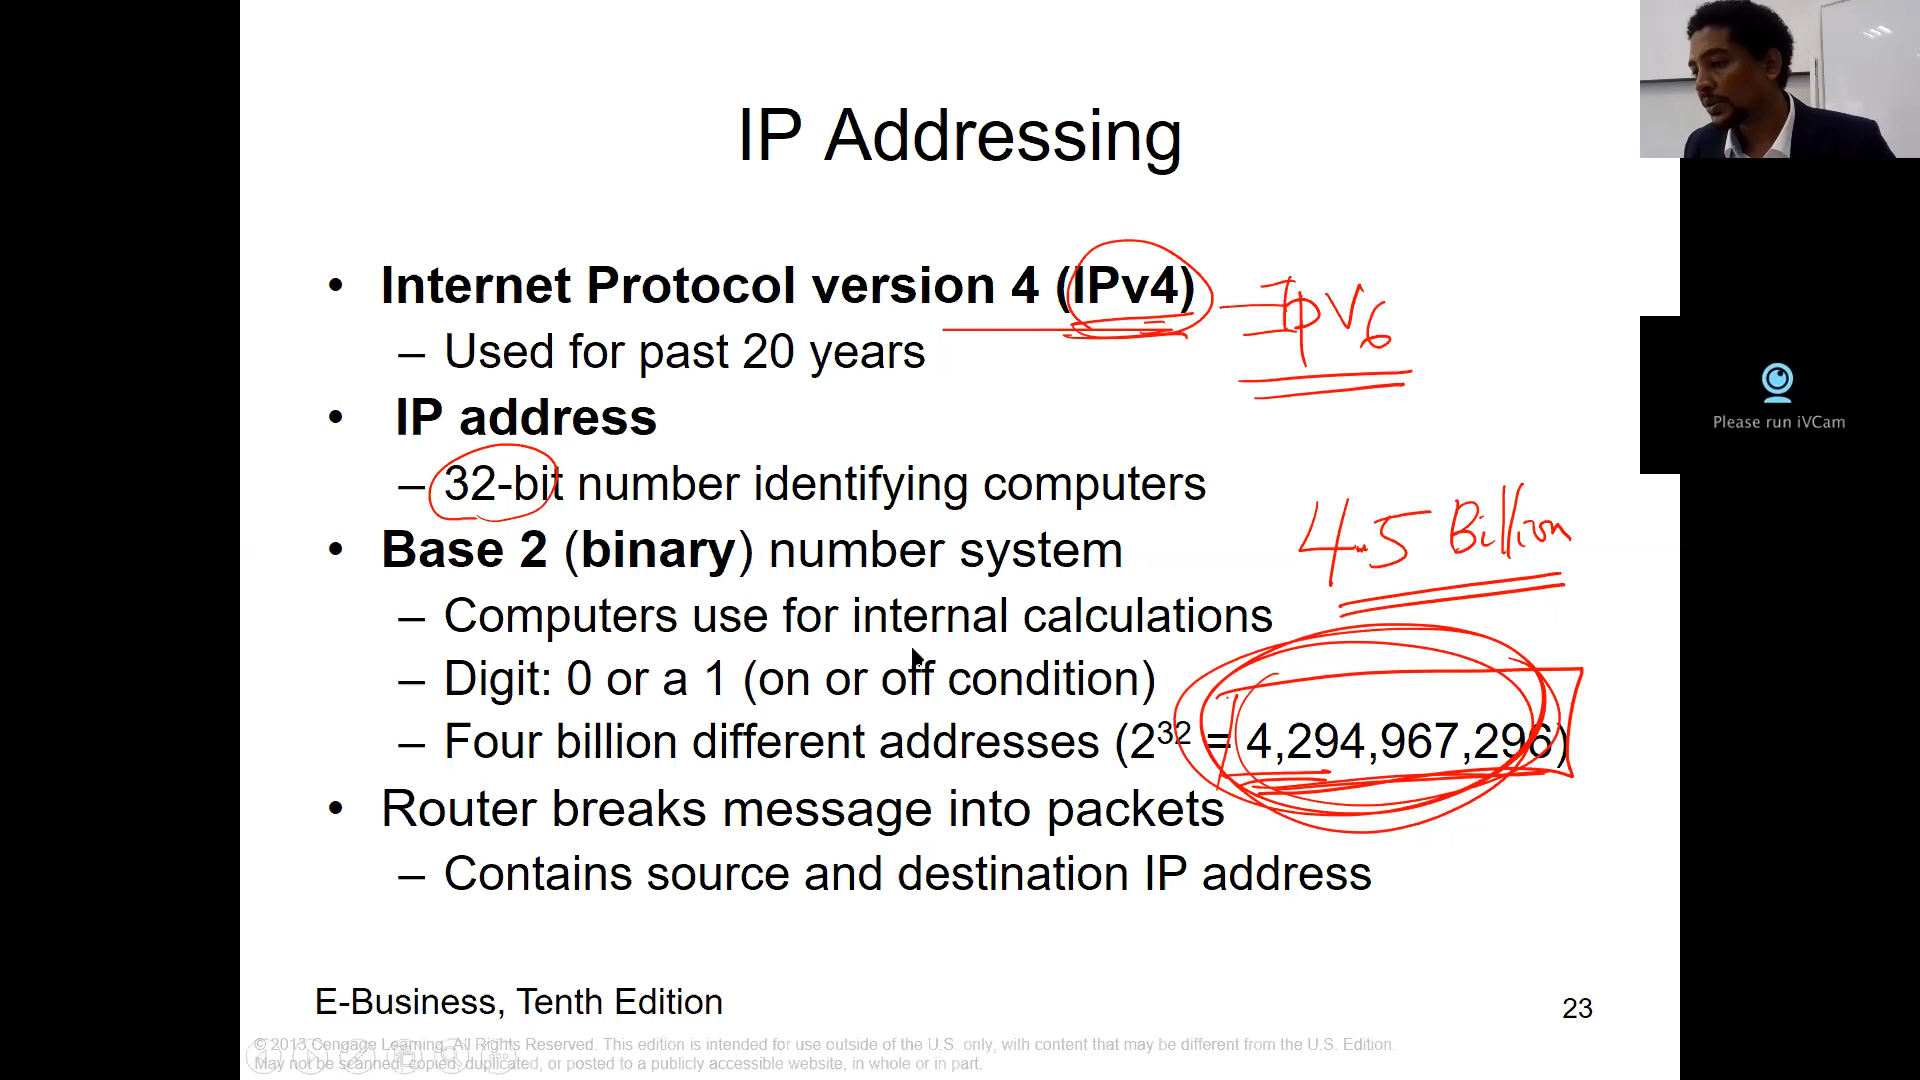 IP Addressing
• Internet Protocol version 4 (IPv4)
IPv6
– Used for past 20 years
• IP address
– 32-bit number identifying computers
4.5 Billion
• Base 2 (binary) number system
– Computers use for internal calculations
– Digit: 0 or a 1 (on or off condition)
– Four billion different addresses (2³² = 4,294,967,296)
• Router breaks message into packets
– Contains source and destination IP address
E-Business, Tenth Edition
23
© 2013 Cengage Learning. All Rights Reserved. This edition is intended for use outside of the U.S. only, with content that may be different from the U.S. Edition.
May not be scanned, copied, duplicated, or posted to a publicly accessible website, in whole or in part.
Please run iVCam